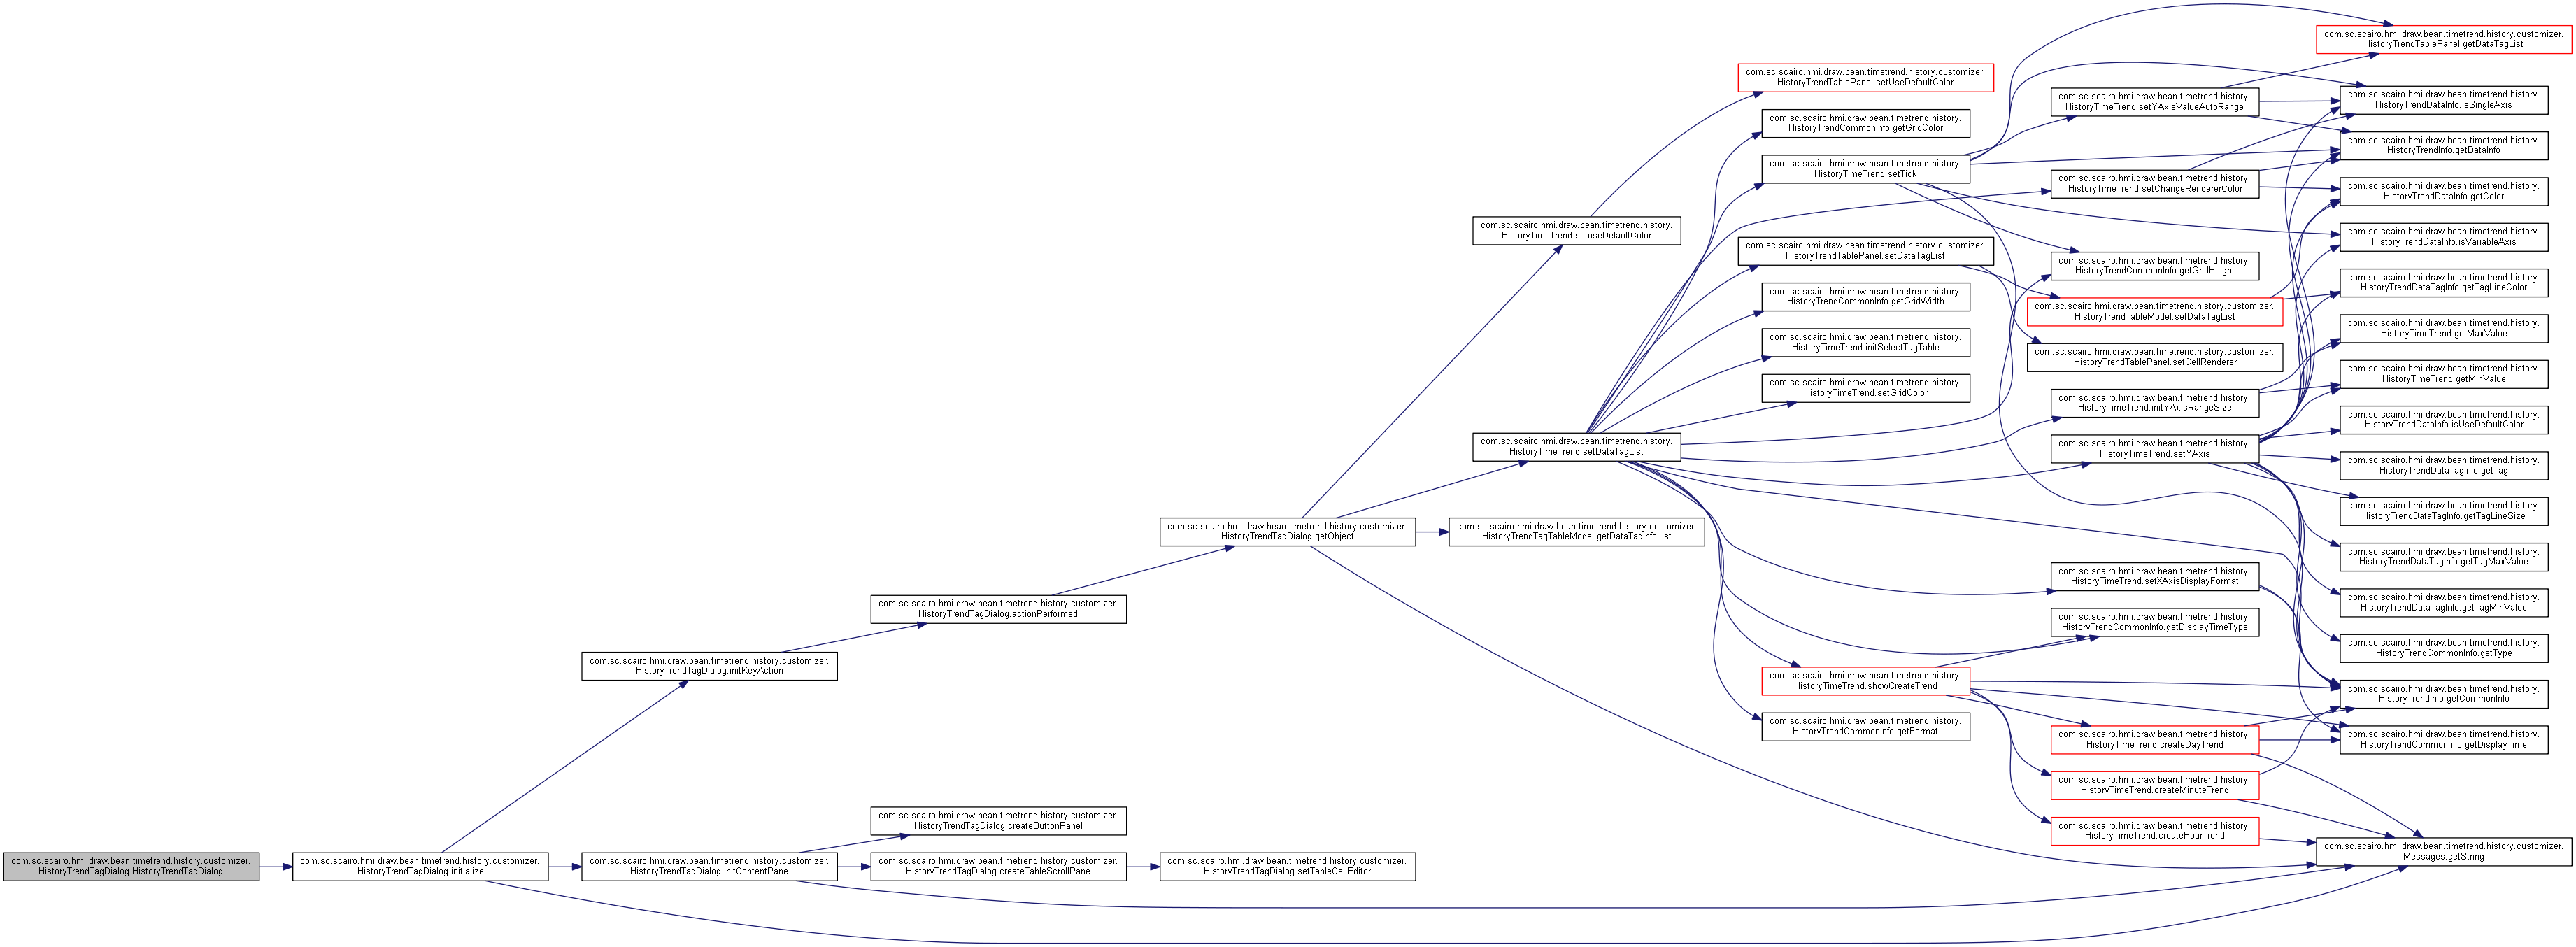 com.sc.scairo.hmi.draw.bean.timetrend.history.customizer.
HistoryTrendTagDialog.HistoryTrendTagDialog
com.sc.scairo.hmi.draw.bean.timetrend.history.customizer.
HistoryTrendTagDialog.initialize
com.sc.scairo.hmi.draw.bean.timetrend.history.customizer.
HistoryTrendTagDialog.initKeyAction
com.sc.scairo.hmi.draw.bean.timetrend.history.customizer.
HistoryTrendTagDialog.initContentPane
com.sc.scairo.hmi.draw.bean.timetrend.history.customizer.
HistoryTrendTagDialog.actionPerformed
com.sc.scairo.hmi.draw.bean.timetrend.history.customizer.
HistoryTrendTagDialog.createButtonPanel
com.sc.scairo.hmi.draw.bean.timetrend.history.customizer.
HistoryTrendTagDialog.createTableScrollPane
com.sc.scairo.hmi.draw.bean.timetrend.history.customizer.
HistoryTrendTagDialog.getObject
com.sc.scairo.hmi.draw.bean.timetrend.history.customizer.
HistoryTrendTagDialog.setTableCellEditor
com.sc.scairo.hmi.draw.bean.timetrend.history.
HistoryTimeTrend.setuseDefaultColor
com.sc.scairo.hmi.draw.bean.timetrend.history.
HistoryTimeTrend.setDataTagList
com.sc.scairo.hmi.draw.bean.timetrend.history.customizer.
HistoryTrendTagTableModel.getDataTagInfoList
com.sc.scairo.hmi.draw.bean.timetrend.history.customizer.
HistoryTrendTablePanel.setUseDefaultColor
com.sc.scairo.hmi.draw.bean.timetrend.history.
HistoryTrendCommonInfo.getGridColor
com.sc.scairo.hmi.draw.bean.timetrend.history.
HistoryTimeTrend.setTick
com.sc.scairo.hmi.draw.bean.timetrend.history.customizer.
HistoryTrendTablePanel.setDataTagList
com.sc.scairo.hmi.draw.bean.timetrend.history.
HistoryTrendCommonInfo.getGridWidth
com.sc.scairo.hmi.draw.bean.timetrend.history.
HistoryTimeTrend.initSelectTagTable
com.sc.scairo.hmi.draw.bean.timetrend.history.
HistoryTimeTrend.setGridColor
com.sc.scairo.hmi.draw.bean.timetrend.history.
HistoryTimeTrend.showCreateTrend
com.sc.scairo.hmi.draw.bean.timetrend.history.
HistoryTrendCommonInfo.getFormat
com.sc.scairo.hmi.draw.bean.timetrend.history.
HistoryTimeTrend.setYAxisValueAutoRange
com.sc.scairo.hmi.draw.bean.timetrend.history.
HistoryTimeTrend.setChangeRendererColor
com.sc.scairo.hmi.draw.bean.timetrend.history.
HistoryTrendCommonInfo.getGridHeight
com.sc.scairo.hmi.draw.bean.timetrend.history.customizer.
HistoryTrendTableModel.setDataTagList
com.sc.scairo.hmi.draw.bean.timetrend.history.customizer.
HistoryTrendTablePanel.setCellRenderer
com.sc.scairo.hmi.draw.bean.timetrend.history.
HistoryTimeTrend.initYAxisRangeSize
com.sc.scairo.hmi.draw.bean.timetrend.history.
HistoryTimeTrend.setYAxis
com.sc.scairo.hmi.draw.bean.timetrend.history.
HistoryTimeTrend.setXAxisDisplayFormat
com.sc.scairo.hmi.draw.bean.timetrend.history.
HistoryTrendCommonInfo.getDisplayTimeType
com.sc.scairo.hmi.draw.bean.timetrend.history.
HistoryTimeTrend.createDayTrend
com.sc.scairo.hmi.draw.bean.timetrend.history.
HistoryTimeTrend.createMinuteTrend
com.sc.scairo.hmi.draw.bean.timetrend.history.
HistoryTimeTrend.createHourTrend
com.sc.scairo.hmi.draw.bean.timetrend.history.customizer.
HistoryTrendTablePanel.getDataTagList
com.sc.scairo.hmi.draw.bean.timetrend.history.
HistoryTrendDataInfo.isSingleAxis
com.sc.scairo.hmi.draw.bean.timetrend.history.
HistoryTrendInfo.getDataInfo
com.sc.scairo.hmi.draw.bean.timetrend.history.
HistoryTrendDataInfo.getColor
com.sc.scairo.hmi.draw.bean.timetrend.history.
HistoryTrendDataInfo.isVariableAxis
com.sc.scairo.hmi.draw.bean.timetrend.history.
HistoryTrendDataTagInfo.getTagLineColor
com.sc.scairo.hmi.draw.bean.timetrend.history.
HistoryTimeTrend.getMaxValue
com.sc.scairo.hmi.draw.bean.timetrend.history.
HistoryTimeTrend.getMinValue
com.sc.scairo.hmi.draw.bean.timetrend.history.
HistoryTrendDataInfo.isUseDefaultColor
com.sc.scairo.hmi.draw.bean.timetrend.history.
HistoryTrendDataTagInfo.getTag
com.sc.scairo.hmi.draw.bean.timetrend.history.
HistoryTrendDataTagInfo.getTagLineSize
com.sc.scairo.hmi.draw.bean.timetrend.history.
HistoryTrendDataTagInfo.getTagMaxValue
com.sc.scairo.hmi.draw.bean.timetrend.history.
HistoryTrendDataTagInfo.getTagMinValue
com.sc.scairo.hmi.draw.bean.timetrend.history.
HistoryTrendCommonInfo.getType
com.sc.scairo.hmi.draw.bean.timetrend.history.
HistoryTrendInfo.getCommonInfo
com.sc.scairo.hmi.draw.bean.timetrend.history.
HistoryTrendCommonInfo.getDisplayTime
com.sc.scairo.hmi.draw.bean.timetrend.history.customizer.
Messages.getString